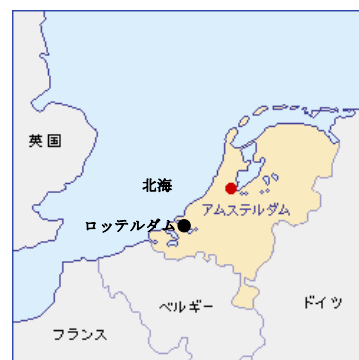 英国
北海
アムステルダム
ロッテルダム
ベルギー
ドイツ
フランス